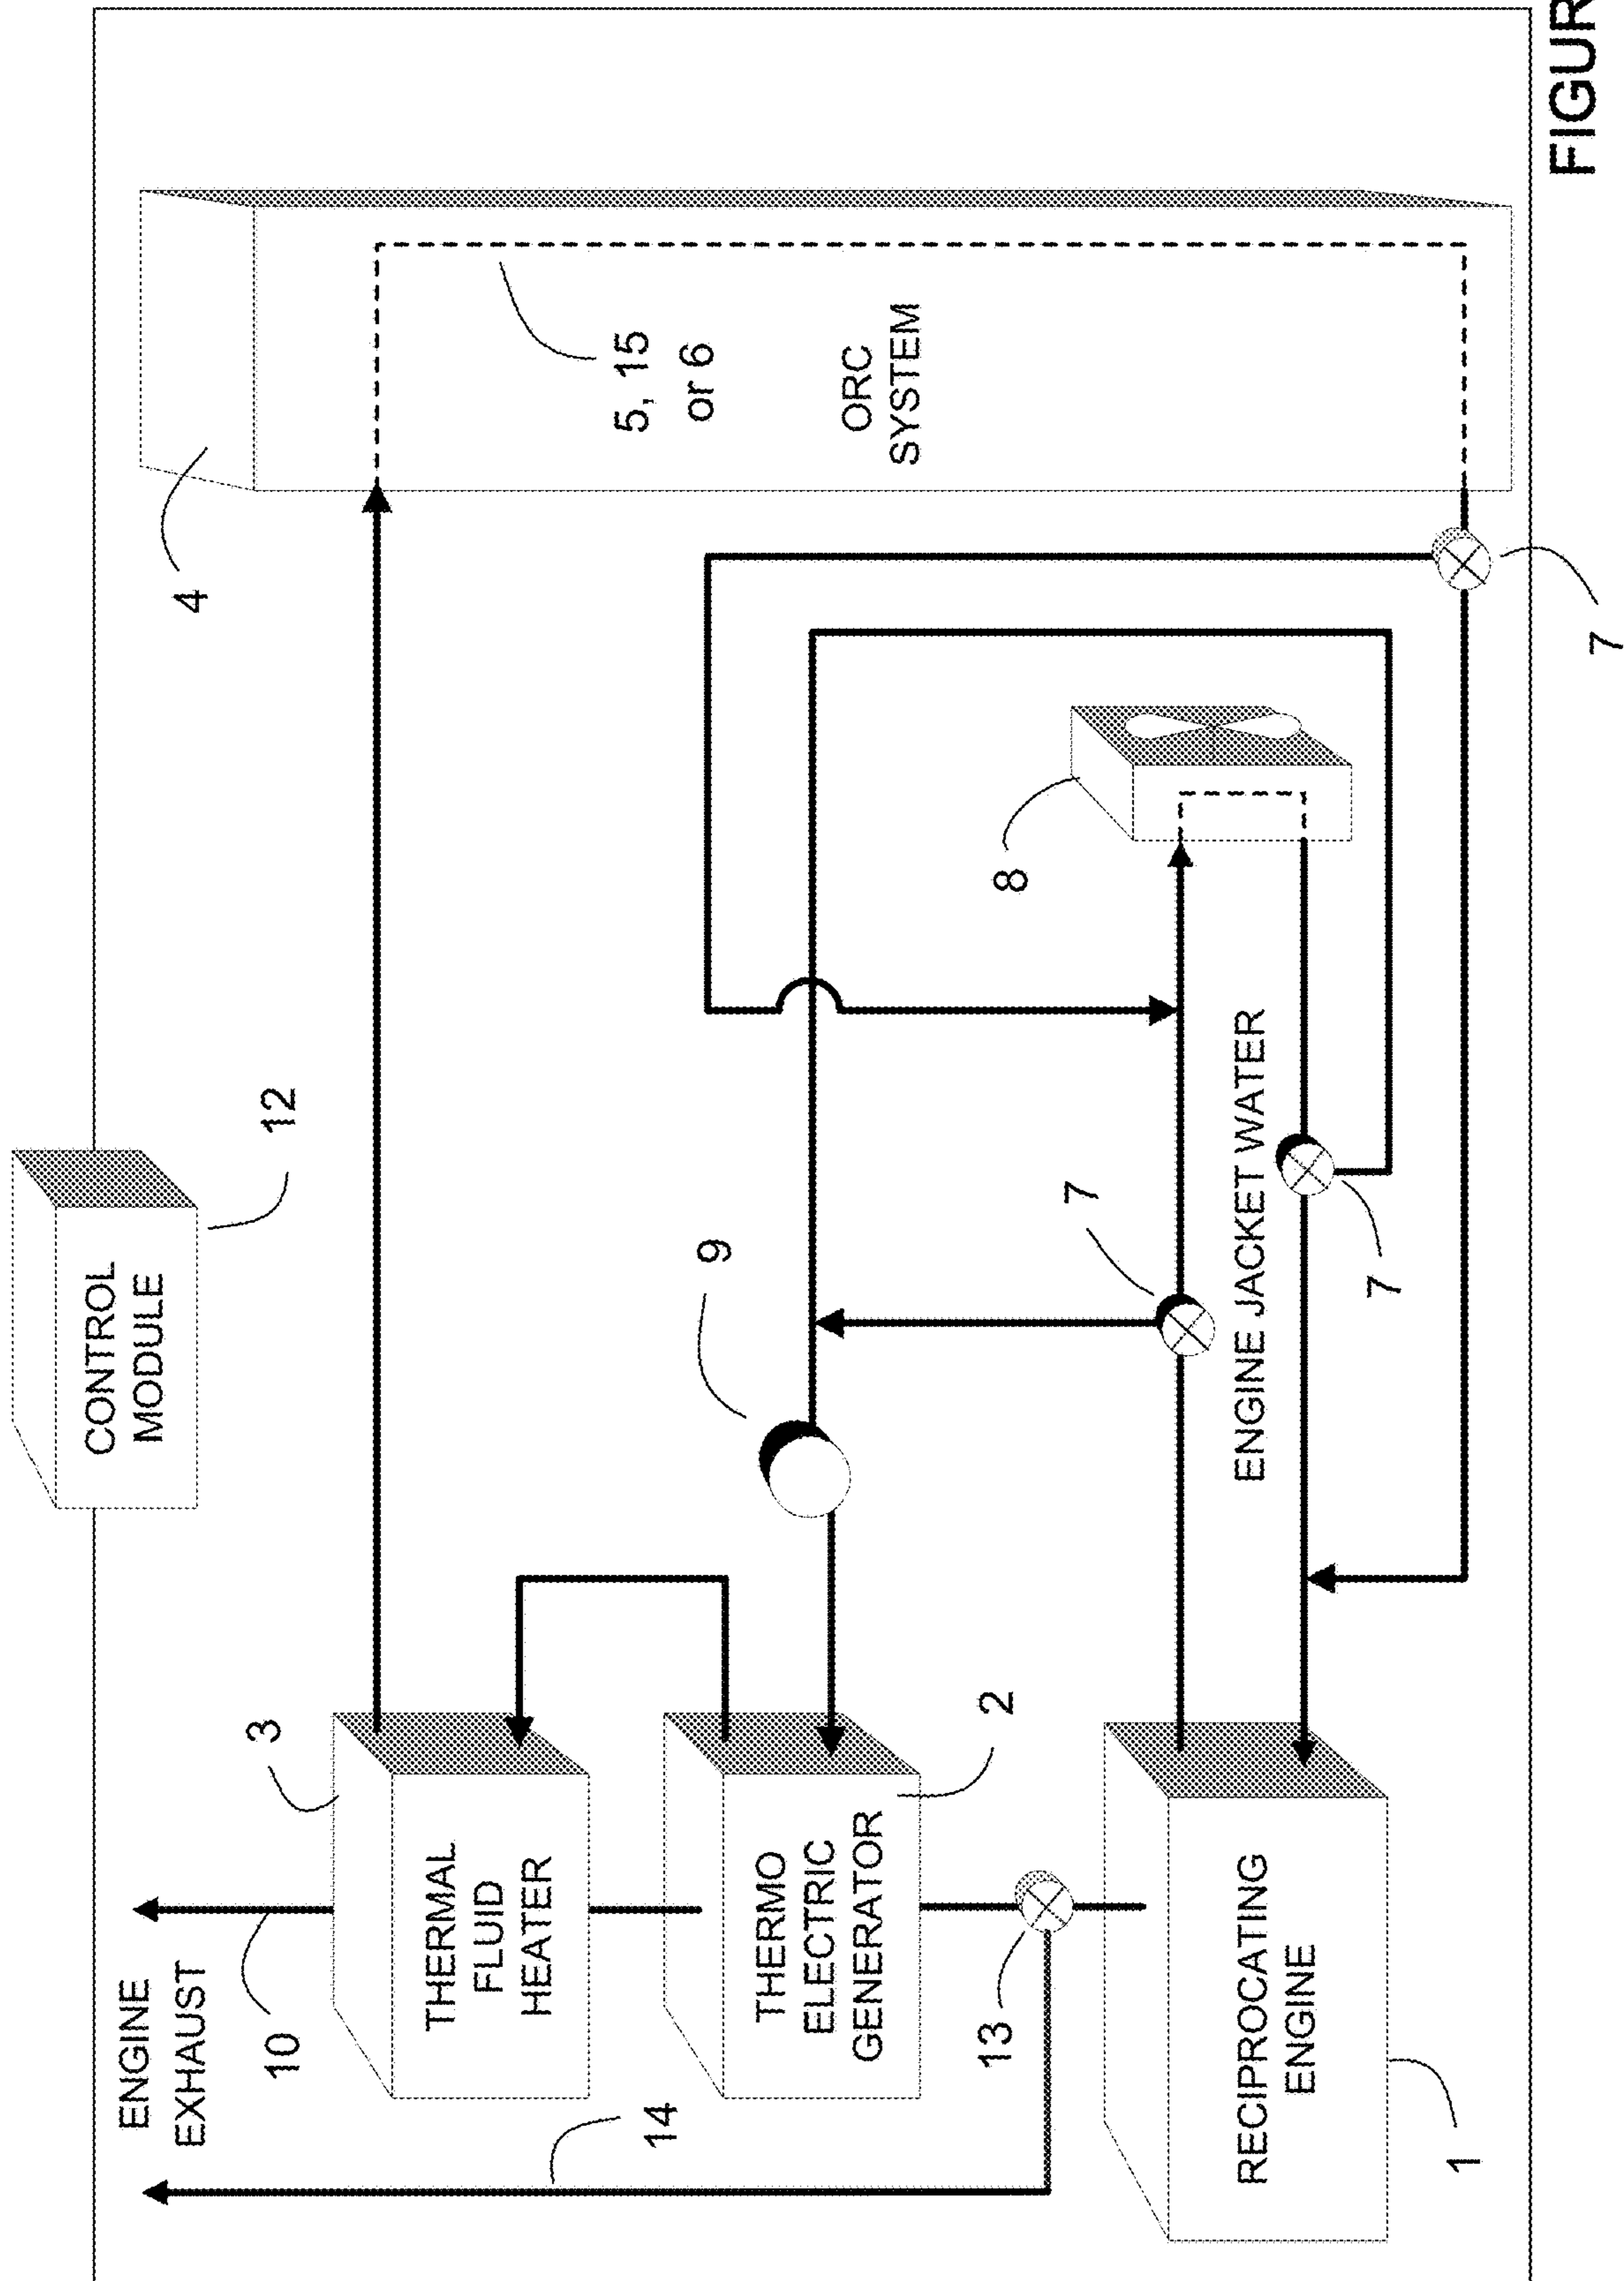 CONTROL
MODULE
ENGINE
EXHAUST
4
3
12
10
THERMAL
FLUID
HEATER
5, 15
or 6
14
9
THERMO
ELECTRIC
GENERATOR
ORC
SYSTEM
13
2
8
7
RECIPROCATING
ENGINE
ENGINE JACKET WATER
7
1
7
FIGUR